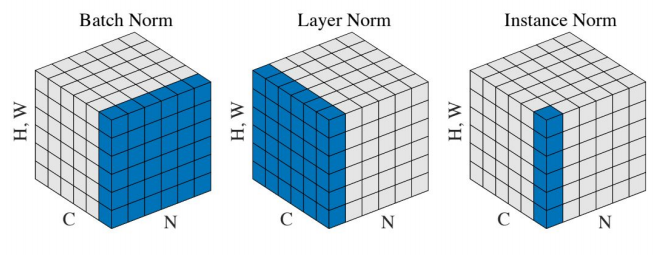 Batch Norm
Layer Norm
Instance Norm
H, W
C
N
H, W
C
N
H, W
C
N